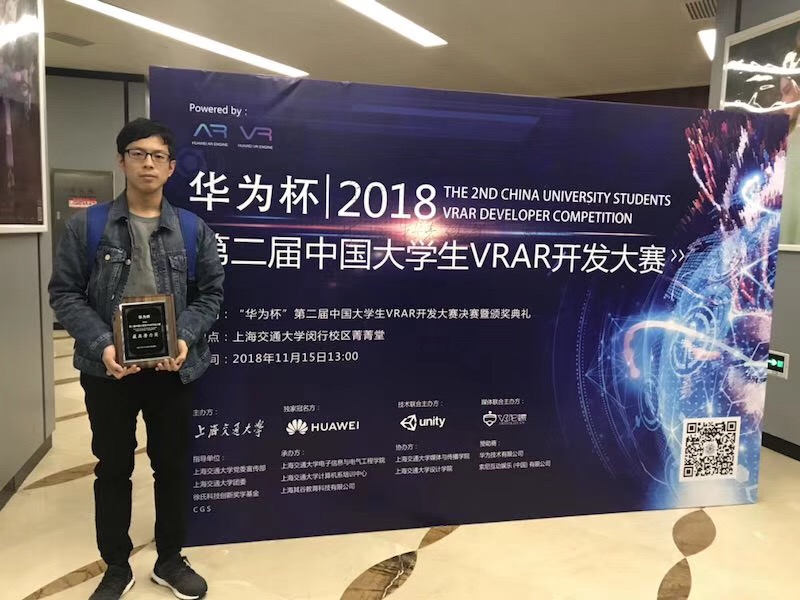 Powered by :
AR VR
HUAWEI AR ENGINE HUAWEI VR ENGINE
华为杯 2018 THE 2ND CHINA UNIVERSITY STUDENTS
VRAR DEVELOPER COMPETITION
第二届中国大学生VRAR开发大赛 »
：“华为杯”第二届中国大学生VRAR开发大赛决赛暨颁奖典礼
点：上海交通大学闵行校区菁菁堂
间：2018年11月15日13:00
主办方： 独家冠名方： 技术联合主办方： 媒体联合主办方：
上海交通大学 HUAWEI unity
指导单位： 承办方： 协办方： 赞助商：
上海交通大学党委宣传部 上海交通大学电子信息与电气工程学院 上海交通大学媒体与传播学院 华为技术有限公司
上海交通大学团委 上海交通大学计算机系培训中心 上海交通大学设计学院 索尼互动娱乐（中国）有限公司
徐氏科技创新奖学基金 上海其谷教育科技有限公司
CGS
华为杯
最具潜力奖